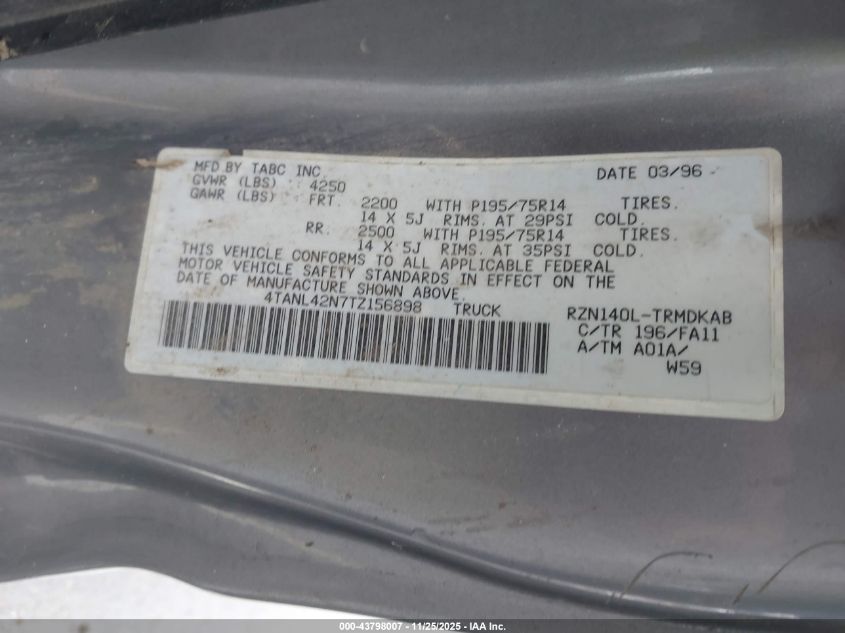 MFD BY TABC INC. DATE 03/96
GVWR (LBS) : 4250
GAWR (LBS) : FRT. 2200 WITH P195/75R14 TIRES.
14 X 5J RIMS. AT 29PSI COLD.
RR. 2500 WITH P195/75R14 TIRES.
14 X 5J RIMS. AT 35PSI COLD.
THIS VEHICLE CONFORMS TO ALL APPLICABLE FEDERAL
MOTOR VEHICLE SAFETY STANDARDS IN EFFECT ON THE
DATE OF MANUFACTURE SHOWN ABOVE.
4TANL42N7TZ156898 TRUCK RZN140L-TRMDKAB
C/TR 196/FA11
A/TM A01A/
W59
000-43798007 - 11/25/2025 - IAA Inc.